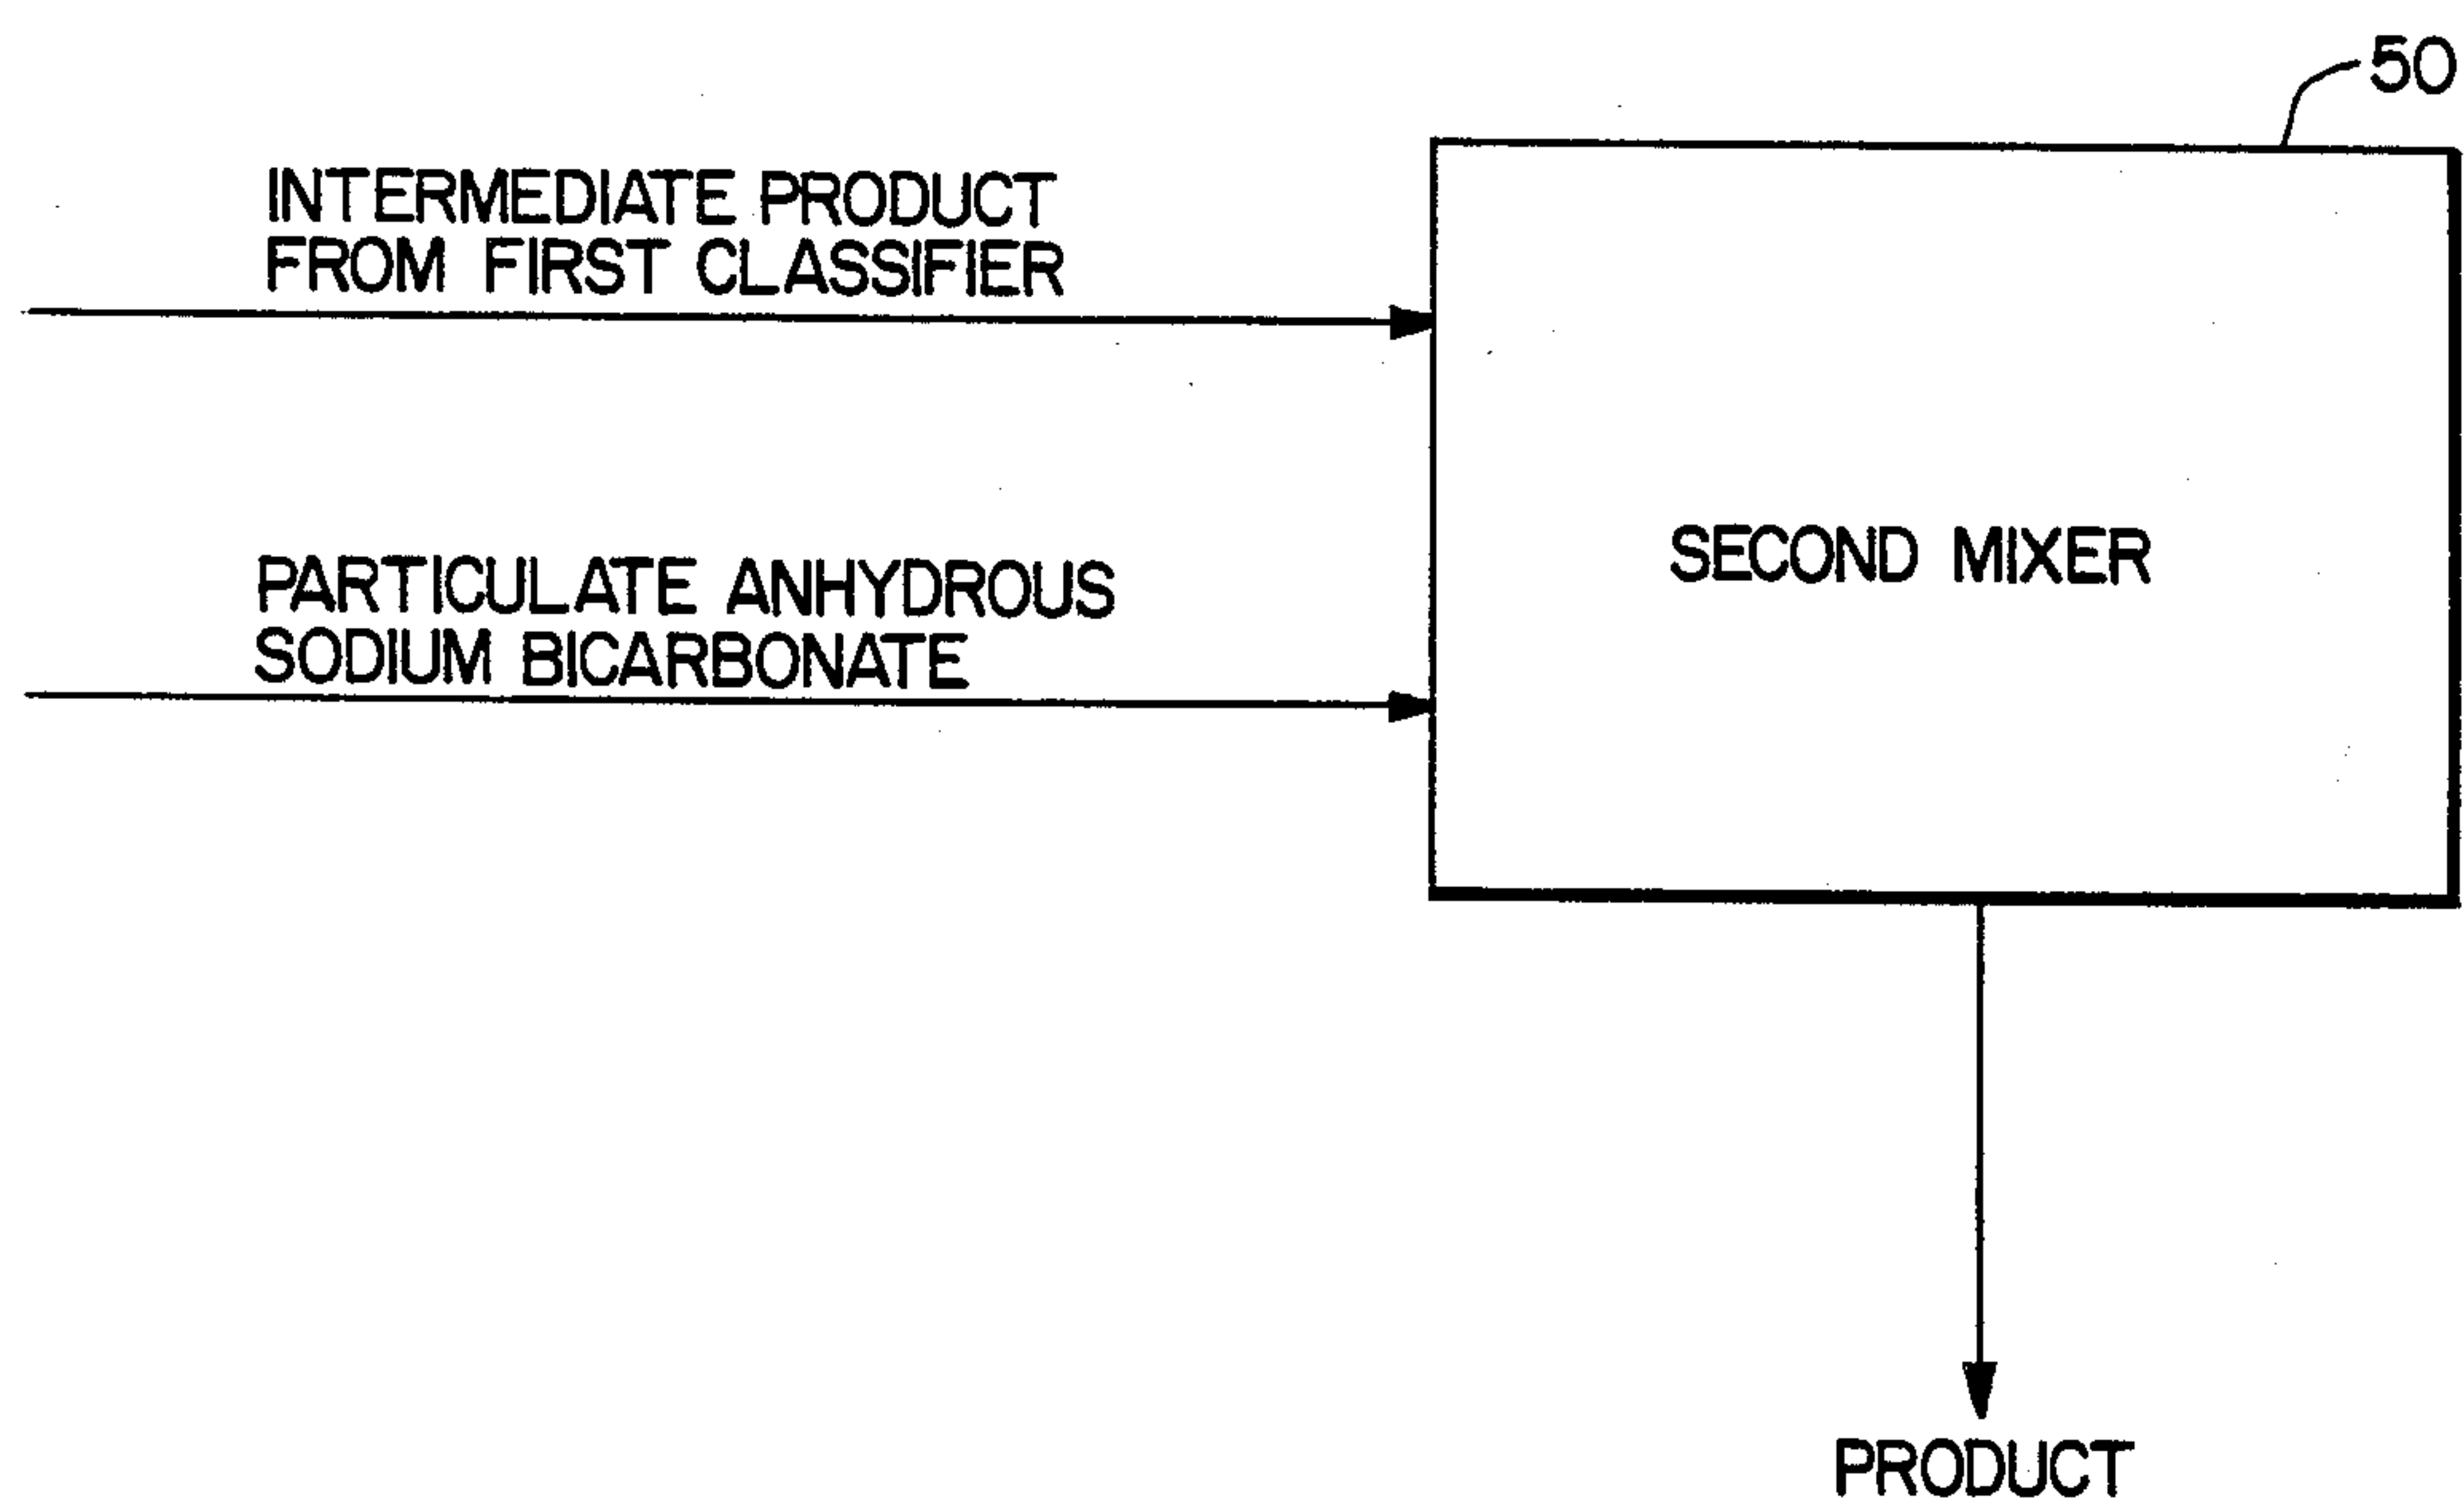 50
INTERMEDIATE PRODUCT
FROM FIRST CLASSIFIER
PARTICULATE ANHYDROUS
SODIUM BICARBONATE
SECOND MIXER
PRODUCT